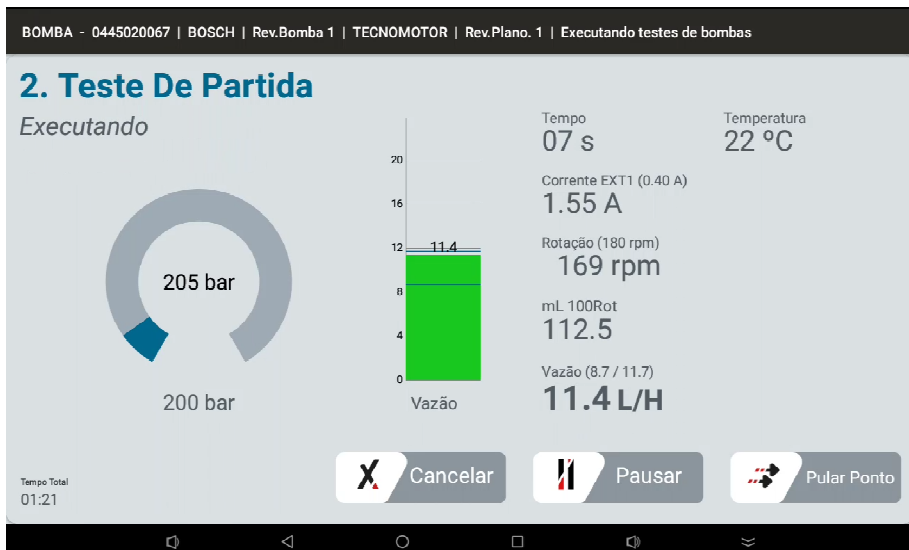 BOMBA - 0445020067 | BOSCH | Rev.Bomba 1 | TECNOMOTOR | Rev.Plano. 1 | Executando testes de bombas
2. Teste De Partida
Executando
205 bar
200 bar
20
16
12
8
4
0
11.4
Vazão
Tempo
07 s
Temperatura
22 ºC
Corrente EXT1 (0.40 A)
1.55 A
Rotação (180 rpm)
169 rpm
mL 100Rot
112.5
Vazão (8.7 / 11.7)
11.4 L/H
Tempo Total
01:21
Cancelar
Pausar
Pular Ponto